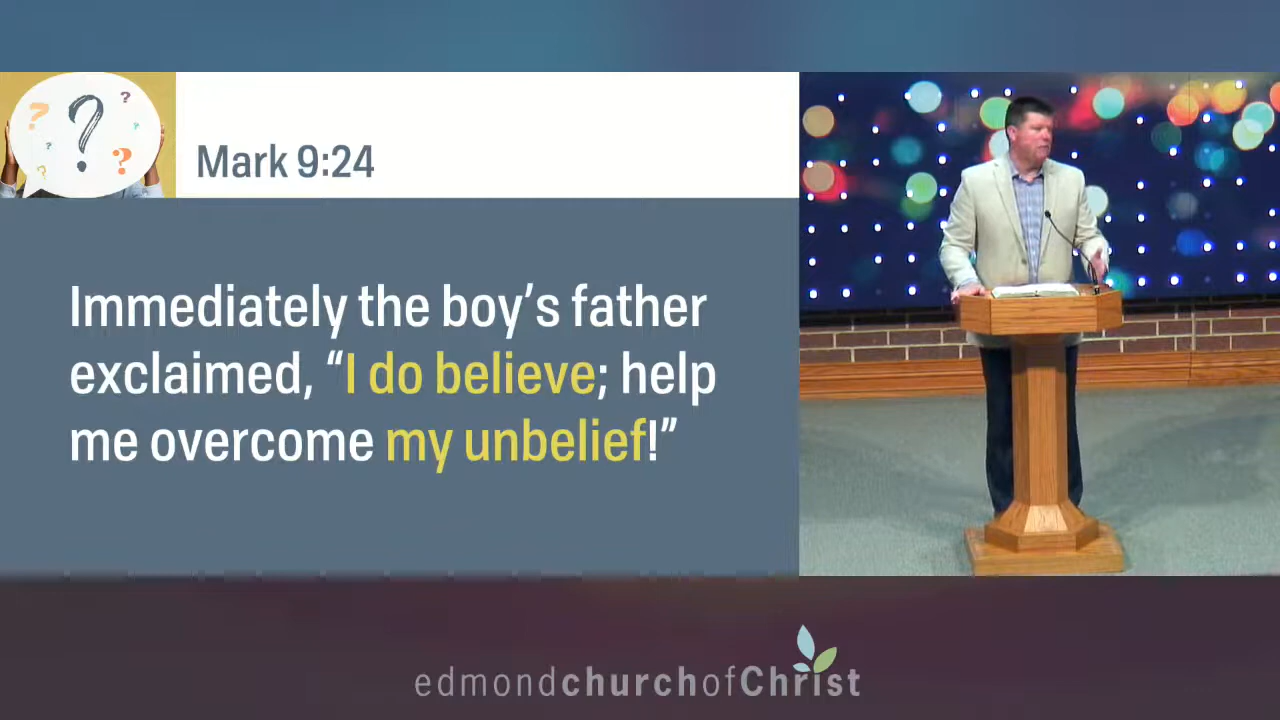 Mark 9:24
Immediately the boy’s father
exclaimed, “I do believe; help
me overcome my unbelief!”
edmondchurchofChrist